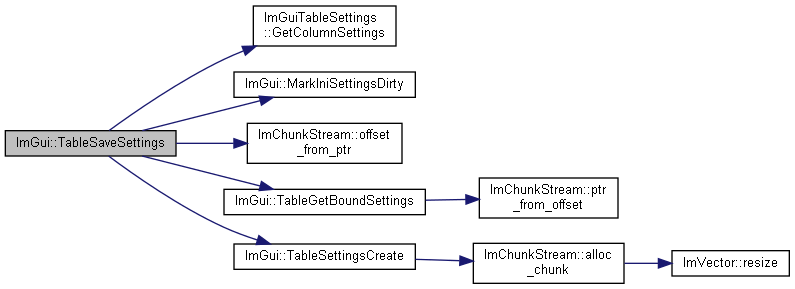 ImGuiTableSettings
::GetColumnSettings
ImGui::MarkIniSettingsDirty
ImGui::TableSaveSettings
ImChunkStream::offset
_from_ptr
ImGui::TableGetBoundSettings
ImChunkStream::ptr
_from_offset
ImGui::TableSettingsCreate
ImChunkStream::alloc
_chunk
ImVector::resize